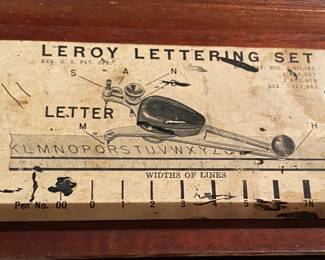 LEROY LETTERING SET
REG. U. S. PAT. OFF.
S A N
LETTER A
M
H
KLMNOPQRSTUVWXYZ
WIDTHS OF LINES
Pen No. 00 0 1 2 3 4 5 6 7N